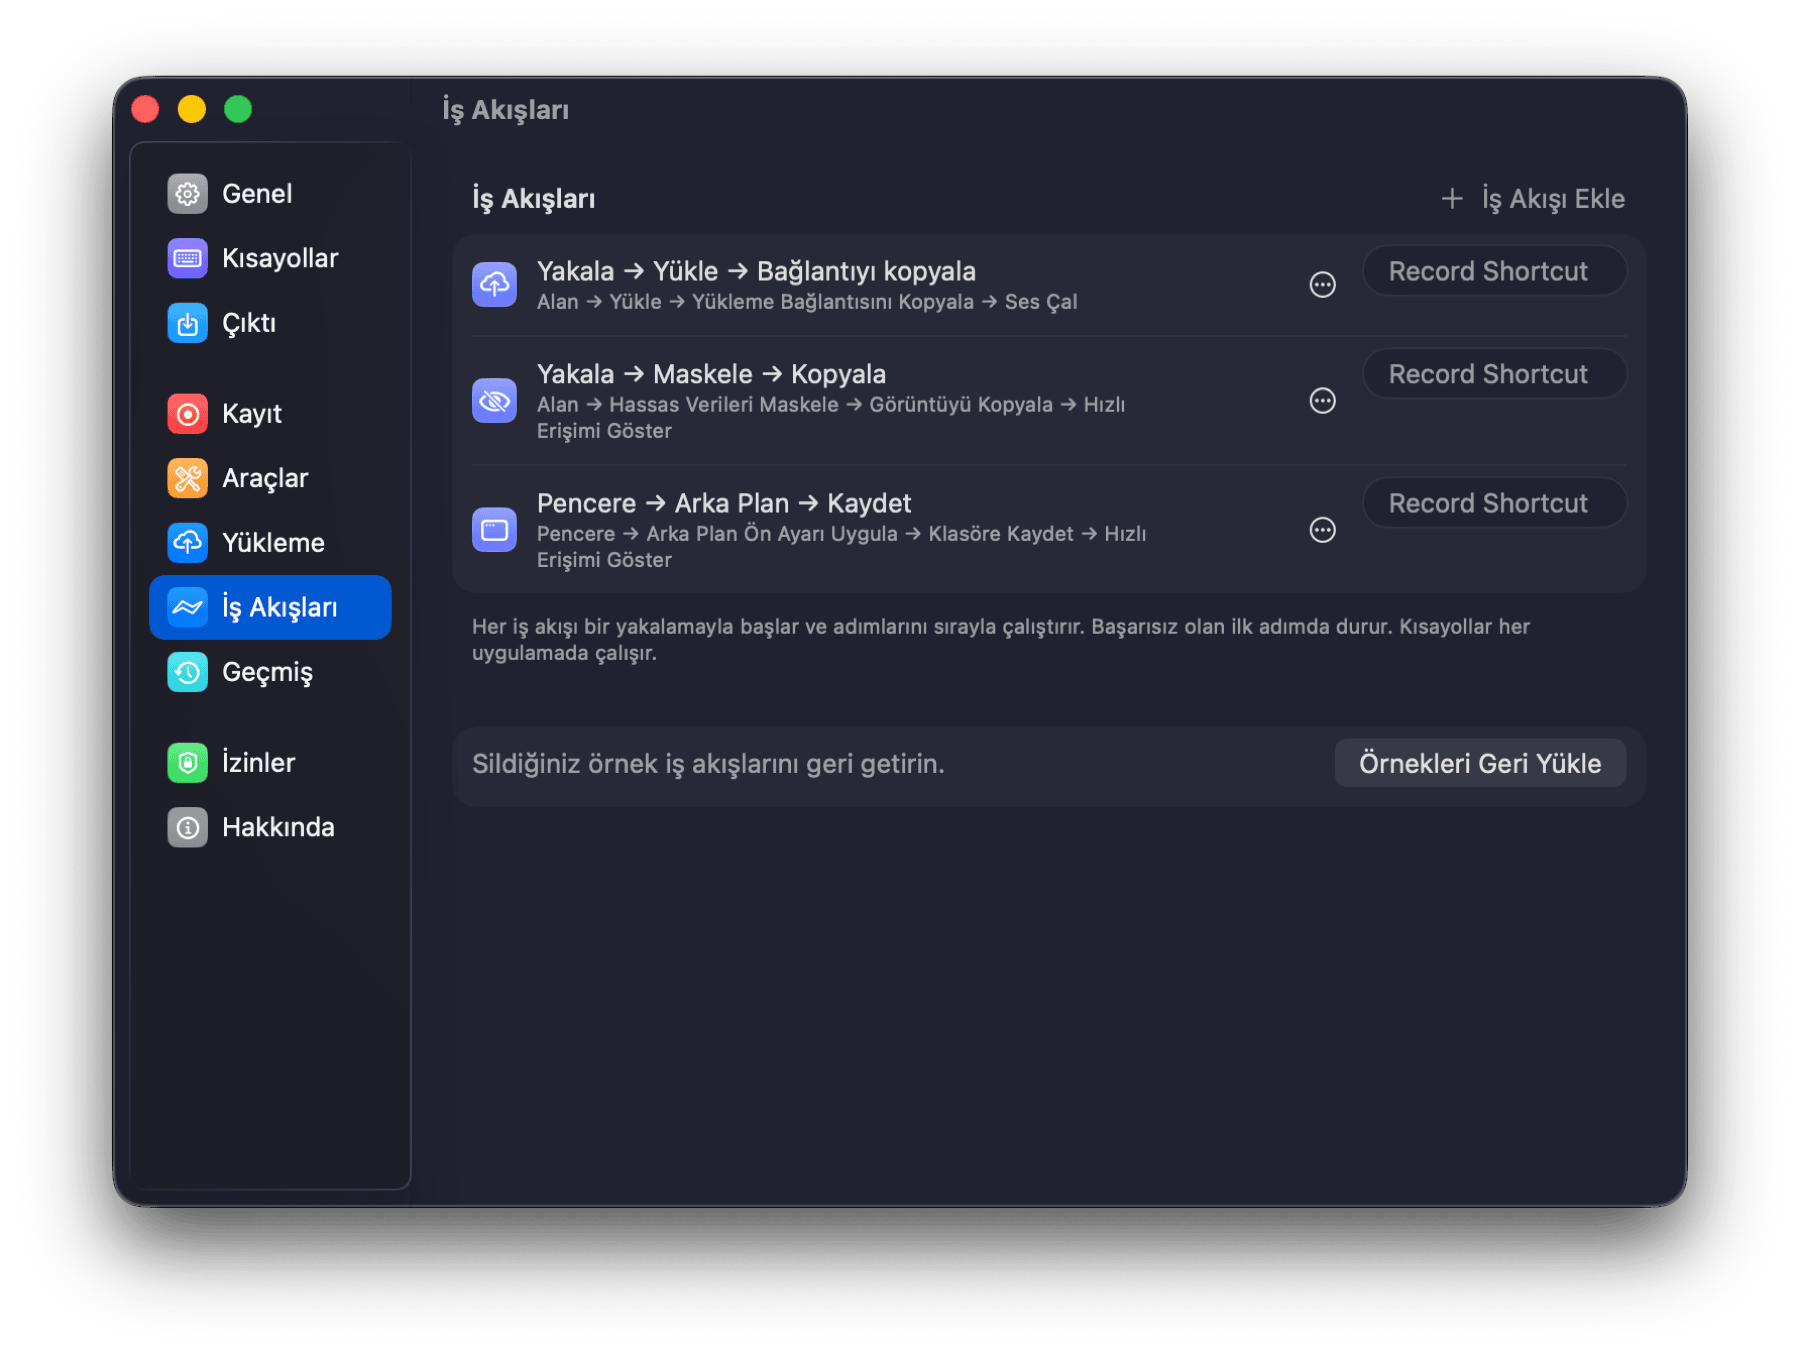 İş Akışları
Genel
Kısayollar
Çıktı
Kayıt
Araçlar
Yükleme
İş Akışları
Geçmiş
İzinler
Hakkında
İş Akışları
+ İş Akışı Ekle
Yakala → Yükle → Bağlantıyı kopyala
Alan → Yükle → Yükleme Bağlantısını Kopyala → Ses Çal
Record Shortcut
Yakala → Maskele → Kopyala
Alan → Hassas Verileri Maskele → Görüntüyü Kopyala → Hızlı
Erişimi Göster
Record Shortcut
Pencere → Arka Plan → Kaydet
Pencere → Arka Plan Ön Ayarı Uygula → Klasöre Kaydet → Hızlı
Erişimi Göster
Record Shortcut
Her iş akışı bir yakalamayla başlar ve adımlarını sırayla çalıştırır. Başarısız olan ilk adımda durur. Kısayollar her
uygulamada çalışır.
Sildiğiniz örnek iş akışlarını geri getirin.
Örnekleri Geri Yükle